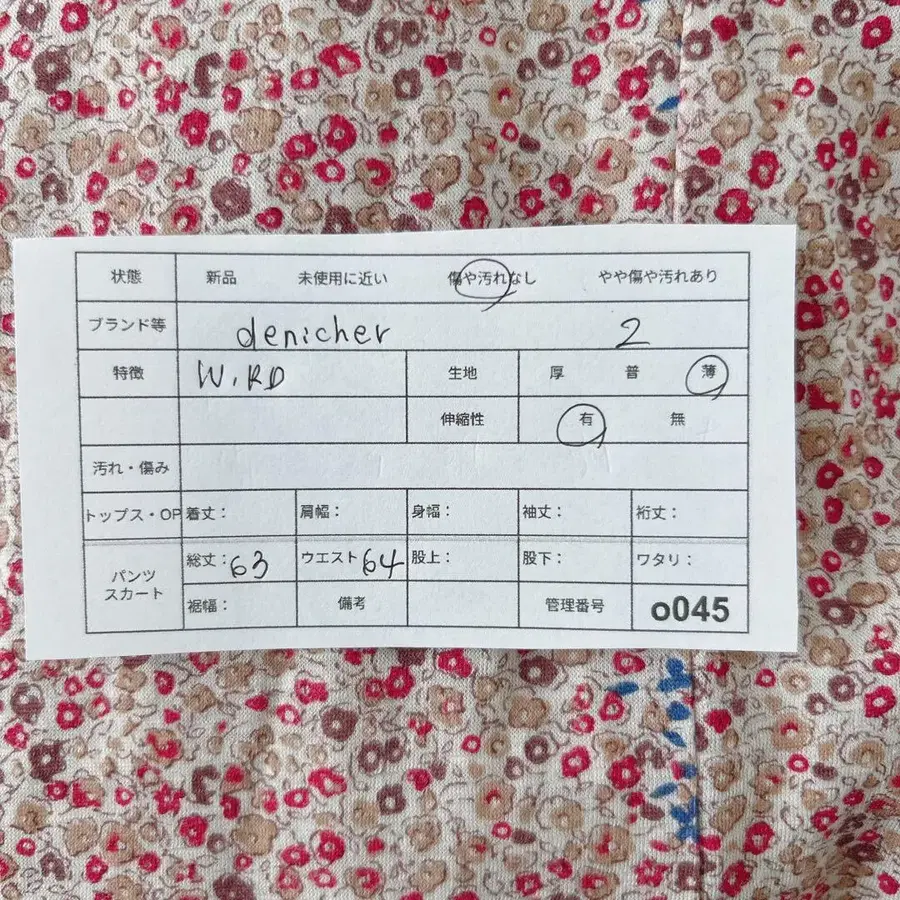 状態 新品 未使用に近い 傷や汚れなし やや傷や汚れあり
ブランド等 denicher 2
特徴 W.RD 生地 厚 普 薄
伸縮性 有 無
汚れ・傷み
トップス・OP 着丈: 肩幅: 身幅: 袖丈: 裄丈:
パンツ スカート 総丈:63 ウエスト64 股上: 股下: ワタリ:
裾幅: 備考 管理番号 o045